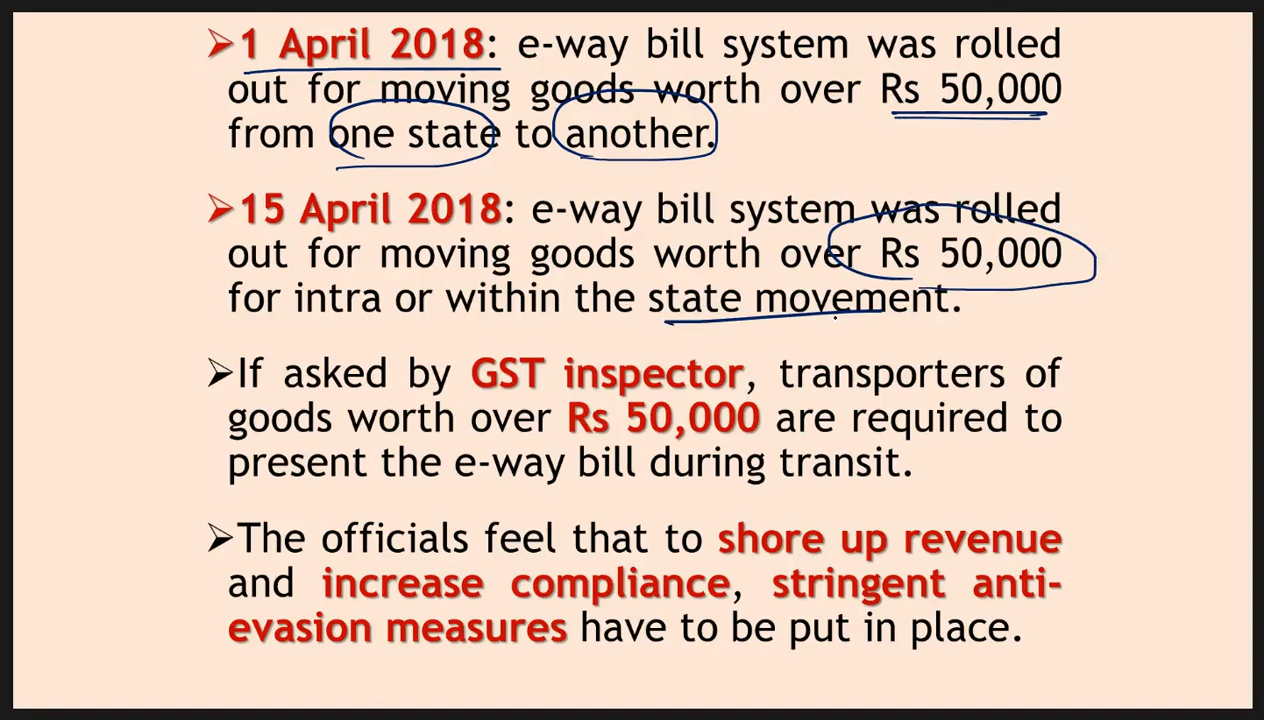 ➢1 April 2018: e-way bill system was rolled
out for moving goods worth over Rs 50,000
from one state to another.
➢15 April 2018: e-way bill system was rolled
out for moving goods worth over Rs 50,000
for intra or within the state movement.
➢If asked by GST inspector, transporters of
goods worth over Rs 50,000 are required to
present the e-way bill during transit.
➢The officials feel that to shore up revenue
and increase compliance, stringent anti-
evasion measures have to be put in place.